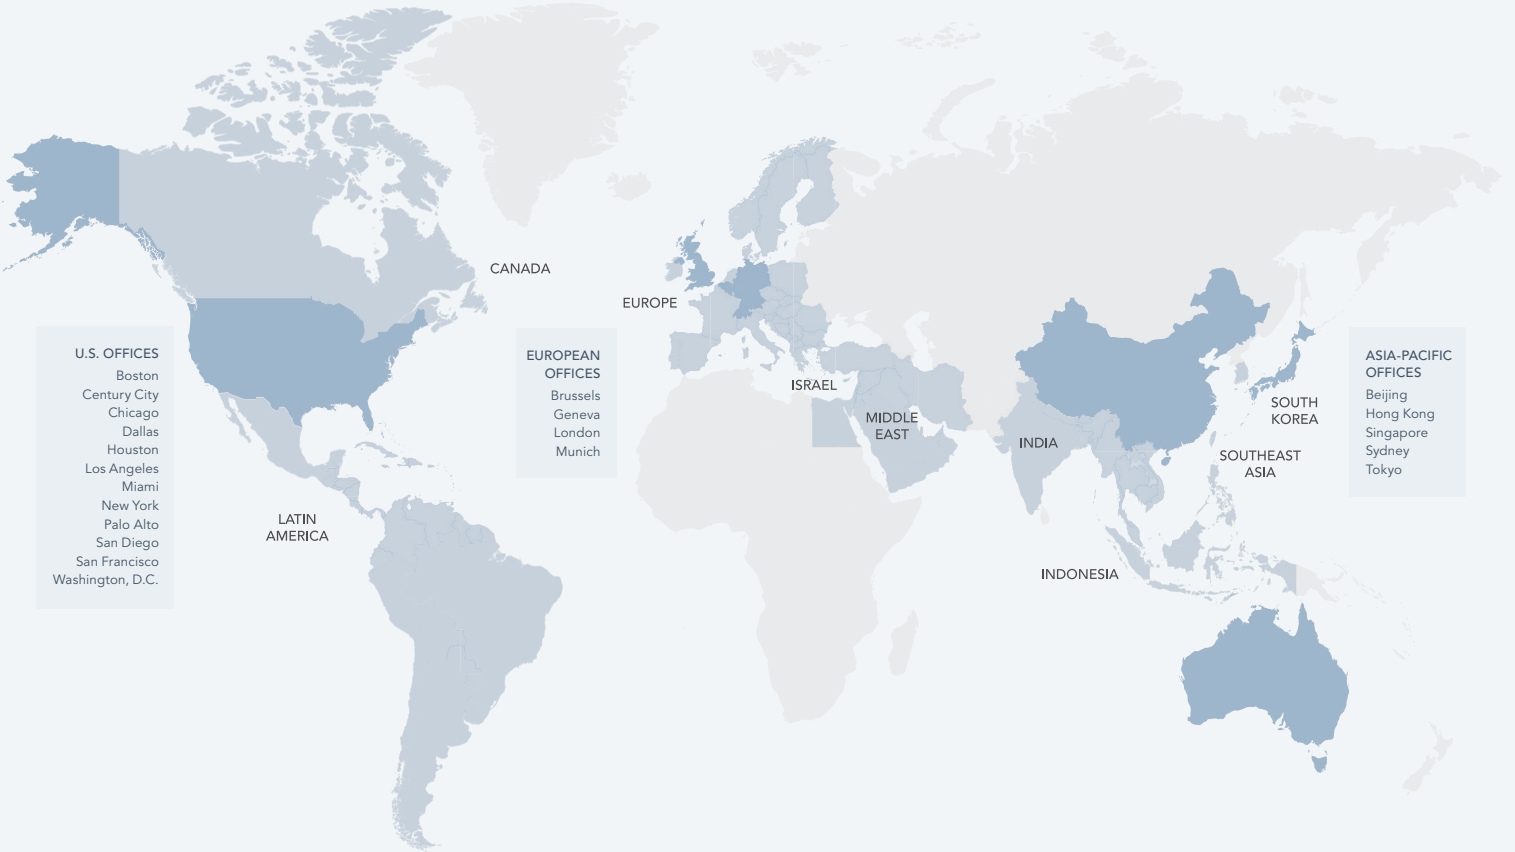 CANADA
EUROPE
U.S. OFFICES
Boston
Century City
Chicago
Dallas
Houston
Los Angeles
Miami
New York
Palo Alto
San Diego
San Francisco
Washington, D.C.
LATIN
AMERICA
EUROPEAN
OFFICES
Brussels
Geneva
London
Munich
ISRAEL
MIDDLE
EAST
INDIA
SOUTH
KOREA
SOUTHEAST
ASIA
INDONESIA
ASIA-PACIFIC
OFFICES
Beijing
Hong Kong
Singapore
Sydney
Tokyo